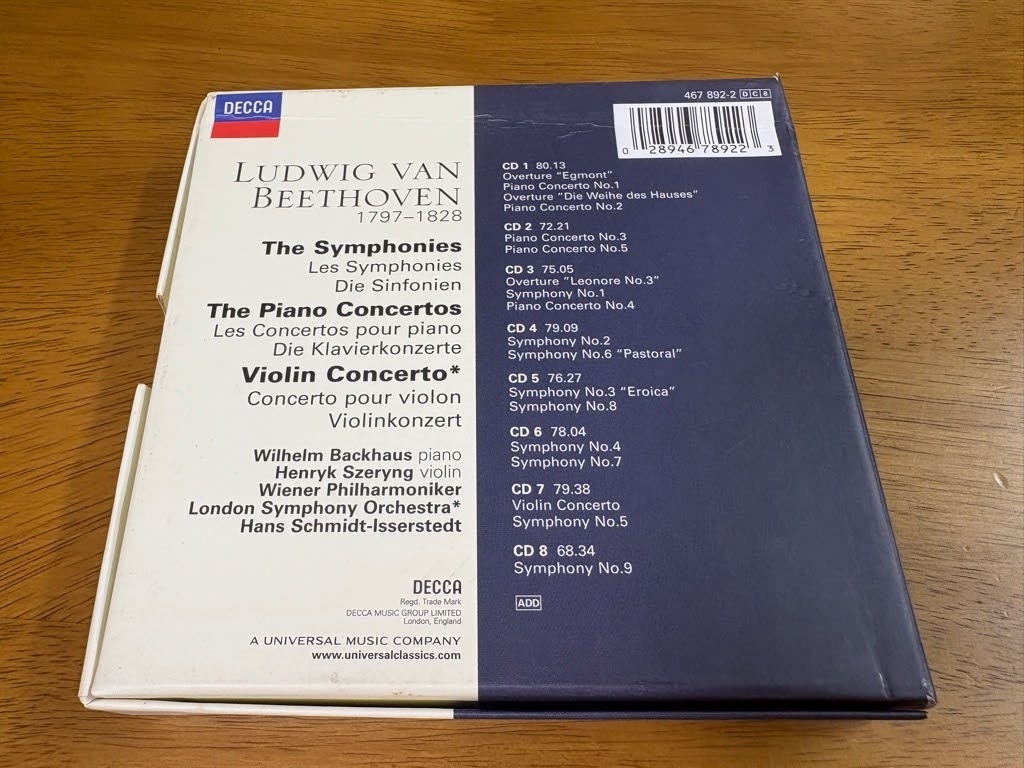 DECCA
LUDWIG VAN
BEETHOVEN
1797–1828
The Symphonies
Les Symphonies
Die Sinfonien
The Piano Concertos
Les Concertos pour piano
Die Klavierkonzerte
Violin Concerto*
Concerto pour violon
Violinkonzert
Wilhelm Backhaus piano
Henryk Szeryng violin
Wiener Philharmoniker
London Symphony Orchestra*
Hans Schmidt-Isserstedt
DECCA
Regd. Trade Mark
DECCA MUSIC GROUP LIMITED
London, England
A UNIVERSAL MUSIC COMPANY
www.universalclassics.com
467 892-2 DC8
0 28946 78922 3
CD 1 80.13
Overture “Egmont”
Piano Concerto No.1
Overture “Die Weihe des Hauses”
Piano Concerto No.2
CD 2 72.21
Piano Concerto No.3
Piano Concerto No.5
CD 3 75.05
Overture “Leonore No.3”
Symphony No.1
Piano Concerto No.4
CD 4 79.09
Symphony No.2
Symphony No.6 “Pastoral”
CD 5 76.27
Symphony No.3 “Eroica”
Symphony No.8
CD 6 78.04
Symphony No.4
Symphony No.7
CD 7 79.38
Violin Concerto
Symphony No.5
CD 8 68.34
Symphony No.9
ADD